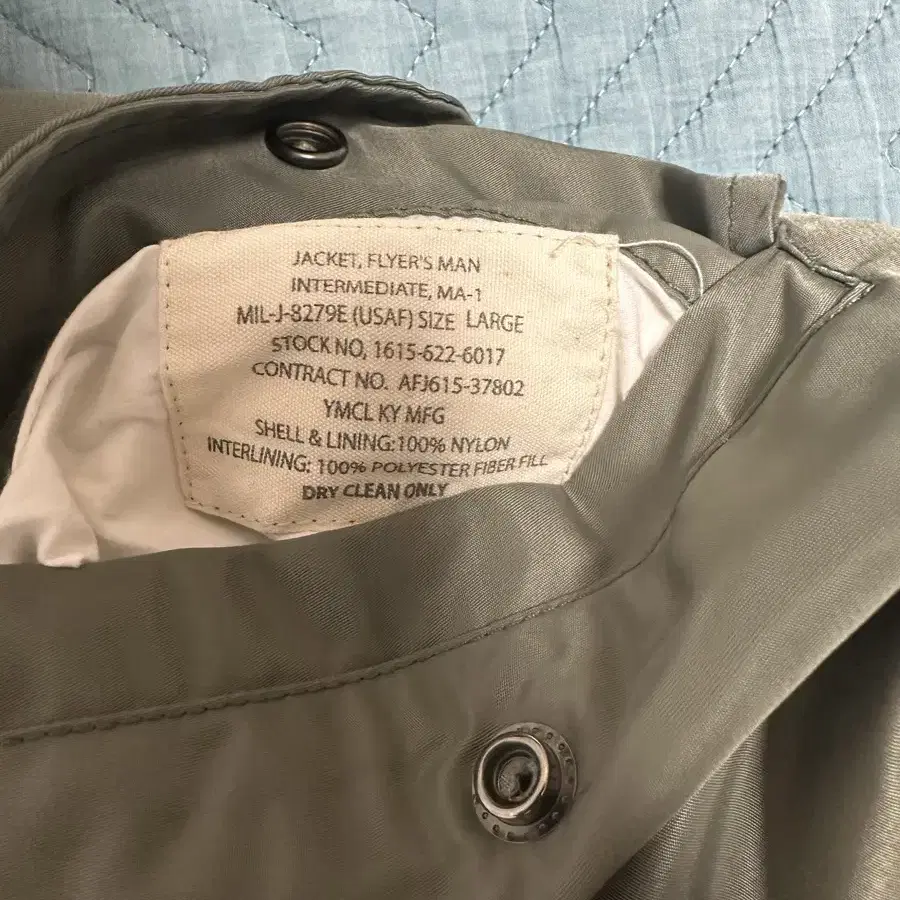 JACKET, FLYER'S MAN
INTERMEDIATE, MA-1
MIL-J-8279E (USAF) SIZE LARGE
STOCK NO, 1615-622-6017
CONTRACT NO. AFJ615-37802
YMCL KY MFG
SHELL & LINING:100% NYLON
INTERLINING: 100% POLYESTER FIBER FILL
DRY CLEAN ONLY